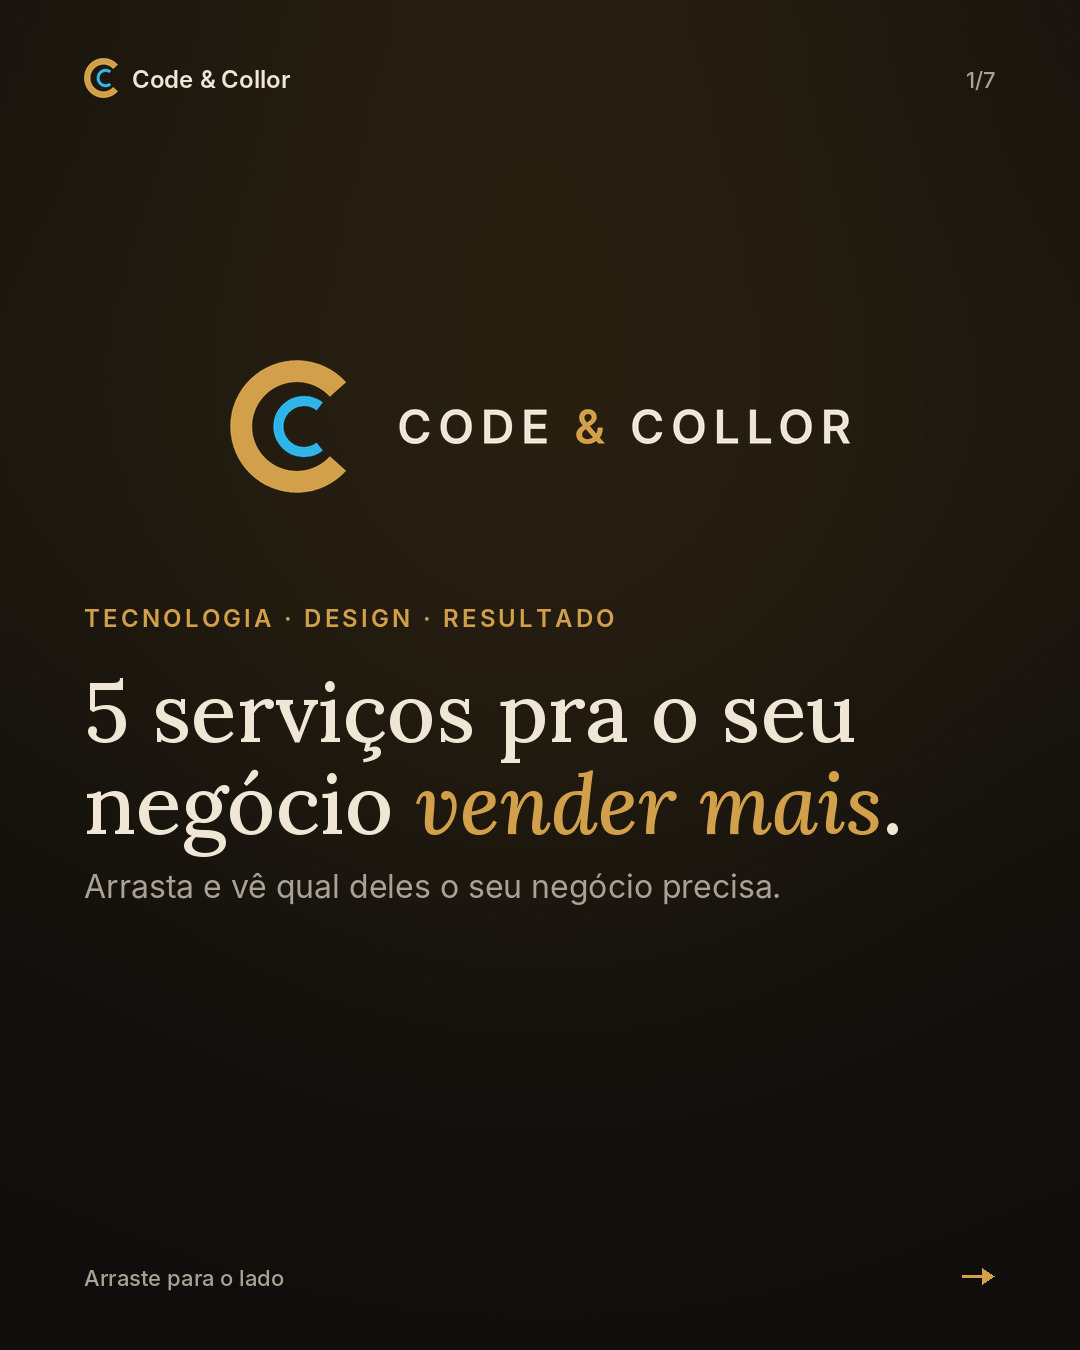 Code & Collor
1/7
CODE & COLLOR
TECNOLOGIA · DESIGN · RESULTADO
5 serviços pra o seu
negócio vender mais.
Arrasta e vê qual deles o seu negócio precisa.
Arraste para o lado